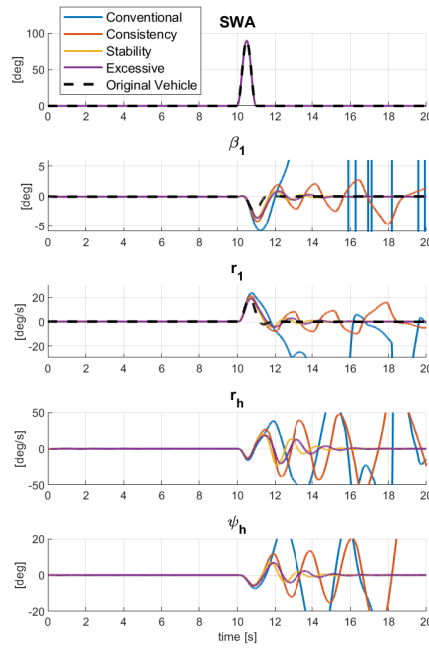 SWA
Conventional
Consistency
Stability
Excessive
Original Vehicle
[deg]
100
50
0
0 2 4 6 8 10 12 14 16 18 20
β1
[deg]
5
0
-5
0 2 4 6 8 10 12 14 16 18 20
r1
[deg/s]
20
0
-20
0 2 4 6 8 10 12 14 16 18 20
rh
[deg/s]
50
0
-50
0 2 4 6 8 10 12 14 16 18 20
ψh
[deg]
20
0
-20
0 2 4 6 8 10 12 14 16 18 20
time [s]